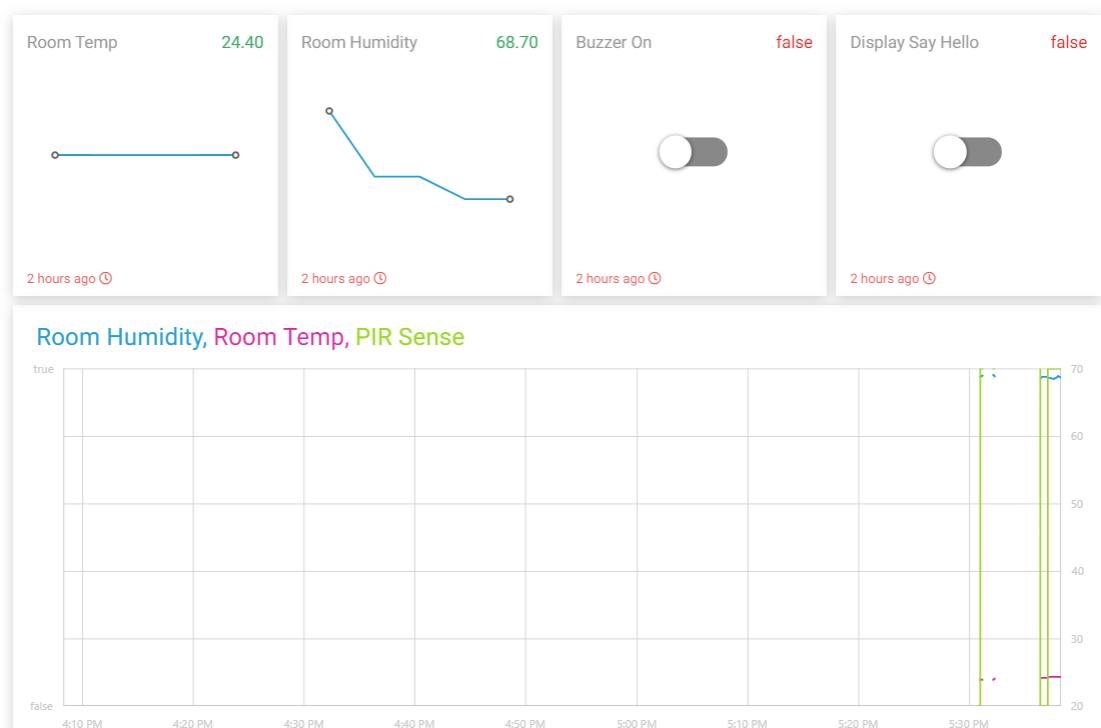 Room Temp 24.40
Room Humidity 68.70
Buzzer On false
Display Say Hello false
2 hours ago
2 hours ago
2 hours ago
2 hours ago
Room Humidity, Room Temp, PIR Sense
true 70
60
50
40
30
false 20
4:10 PM 4:20 PM 4:30 PM 4:40 PM 4:50 PM 5:00 PM 5:10 PM 5:20 PM 5:30 PM